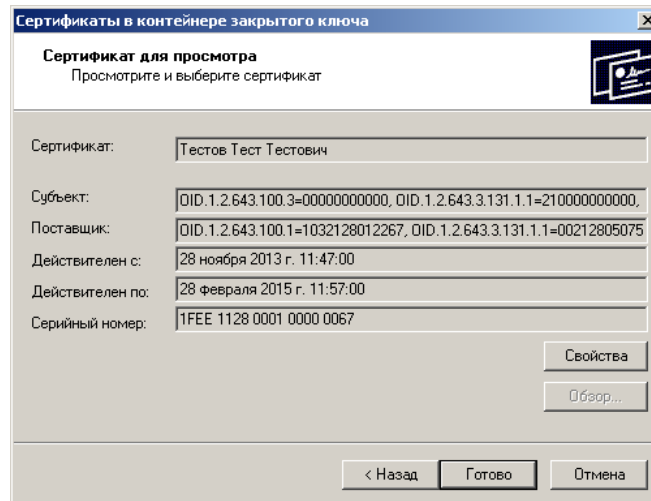 Сертификаты в контейнере закрытого ключа
Сертификат для просмотра
Просмотрите и выберите сертификат
Сертификат: Тестов Тест Тестович
Субъект: OID.1.2.643.100.3=00000000000, OID.1.2.643.3.131.1.1=210000000000,
Поставщик: OID.1.2.643.100.1=1032128012267, OID.1.2.643.3.131.1.1=00212805075
Действителен с: 28 ноября 2013 г. 11:47:00
Действителен по: 28 февраля 2015 г. 11:57:00
Серийный номер: 1FEE 1128 0001 0000 0067
Свойства
Обзор...
< Назад Готово Отмена